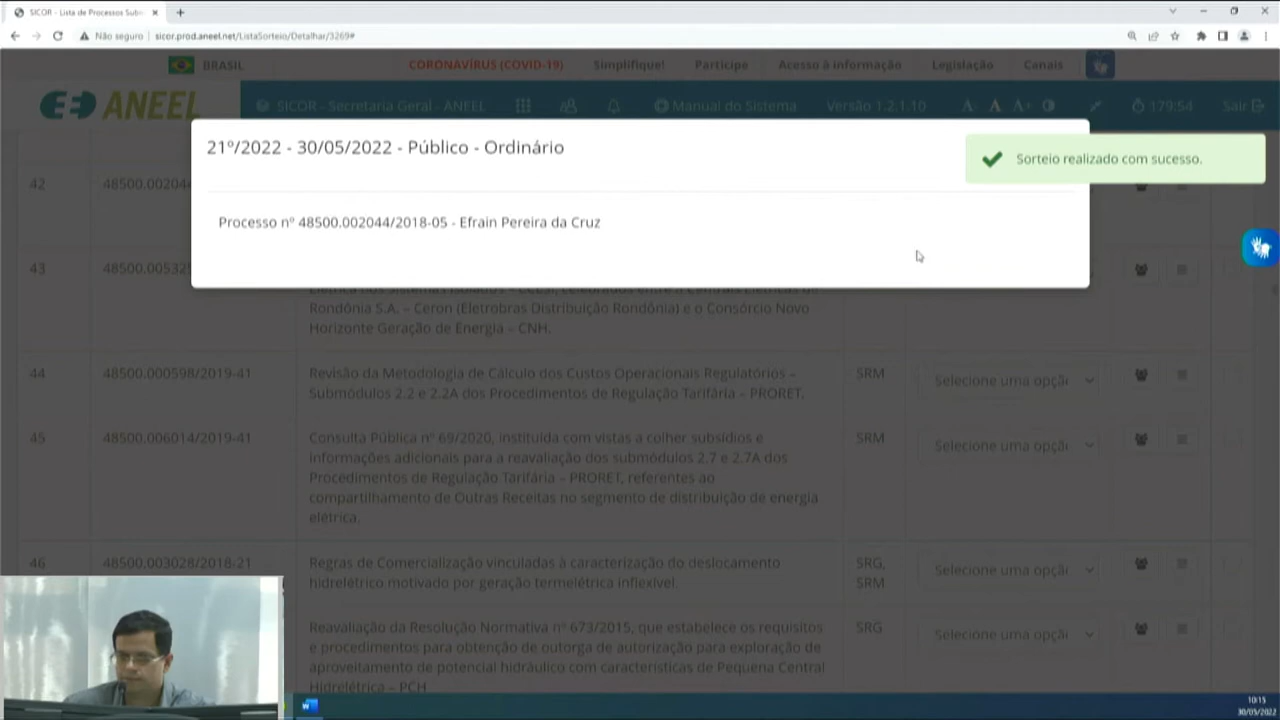 SICOR - Lista de Processos Subm
Não seguro | sicor.prod.aneel.net/ListaSorteio/Detalhar/3269#
BRASIL
CORONAVÍRUS (COVID-19)
Simplifique!
Participe
Acesso à informação
Legislação
Canais
ANEEL
SICOR - Secretaria Geral - ANEEL
Manual do Sistema
Versão 1.2.1.10
A- A A+
179:54
Sair
21º/2022 - 30/05/2022 - Público - Ordinário
Sorteio realizado com sucesso.
Processo nº 48500.002044/2018-05 - Efrain Pereira da Cruz
42
48500.002044
43
48500.005325
Rondônia S.A. – Ceron (Eletrobras Distribuição Rondônia) e o Consórcio Novo
Horizonte Geração de Energia – CNH.
44
48500.000598/2019-41
Revisão da Metodologia de Cálculo dos Custos Operacionais Regulatórios –
Submódulos 2.2 e 2.2A dos Procedimentos de Regulação Tarifária – PRORET.
SRM
Selecione uma opçã
45
48500.006014/2019-41
Consulta Pública nº 69/2020, instituída com vistas a colher subsídios e
informações adicionais para a reavaliação dos submódulos 2.7 e 2.7A dos
Procedimentos de Regulação Tarifária – PRORET, referentes ao
compartilhamento de Outras Receitas no segmento de distribuição de energia
elétrica.
SRM
Selecione uma opçã
46
48500.003028/2018-21
Regras de Comercialização vinculadas à caracterização do deslocamento
hidrelétrico motivado por geração termelétrica inflexível.
SRG,
SRM
Selecione uma opçã
Reavaliação da Resolução Normativa nº 673/2015, que estabelece os requisitos
e procedimentos para obtenção de outorga de autorização para exploração de
aproveitamento de potencial hidráulico com características de Pequena Central
Hidrelétrica – PCH
SRG
Selecione uma opçã
10:15
30/05/2022